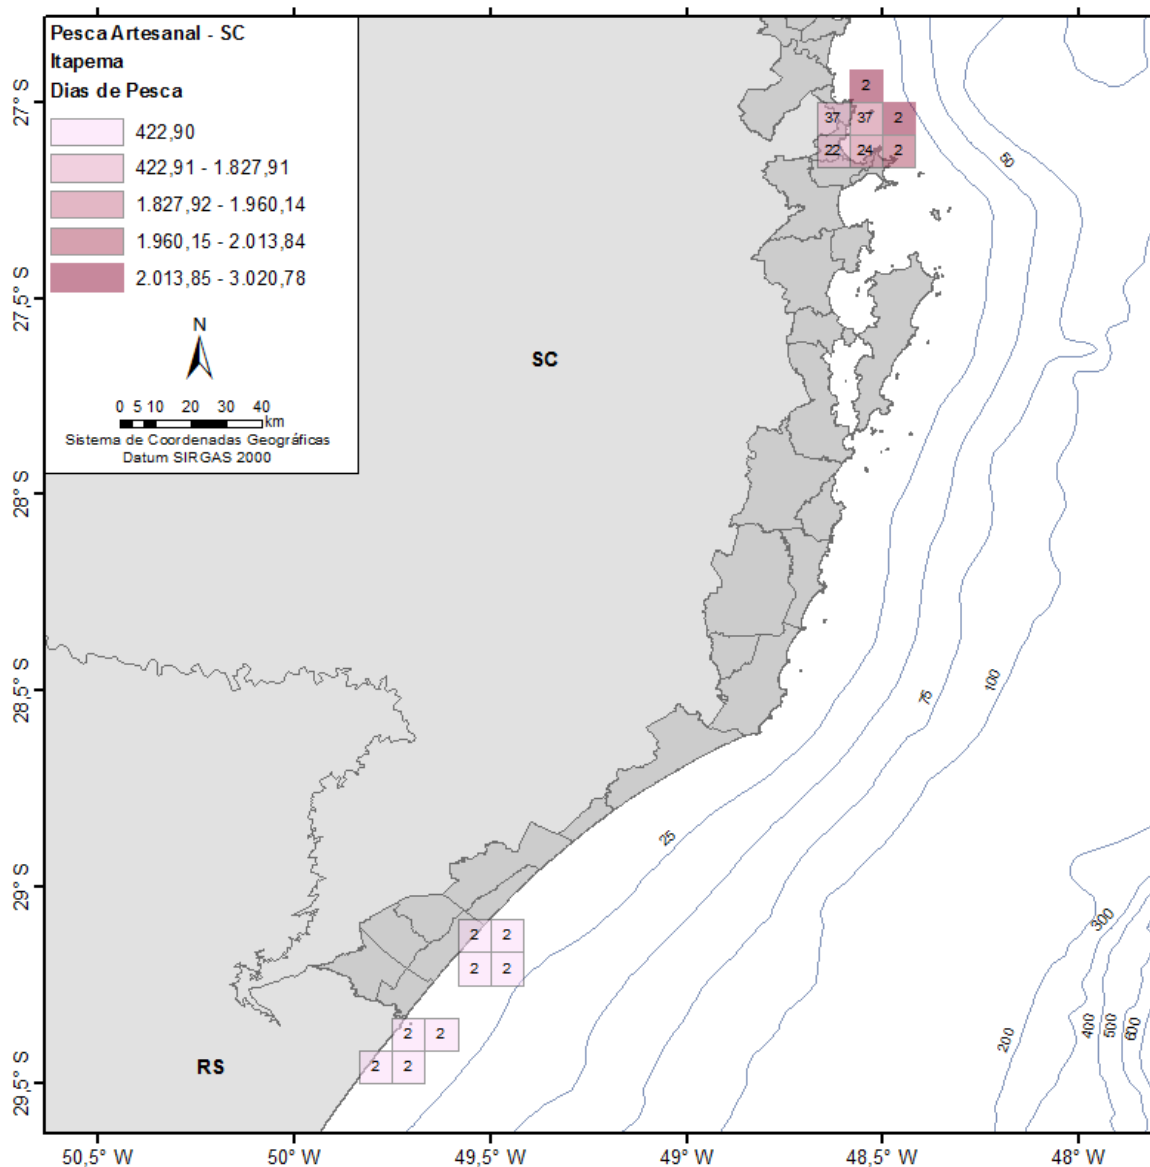 Pesca Artesanal - SC
Itapema
Dias de Pesca
422,90
422,91 - 1.827,91
1.827,92 - 1.960,14
1.960,15 - 2.013,84
2.013,85 - 3.020,78
N
0 5 10 20 30 40
km
Sistema de Coordenadas Geográficas
Datum SIRGAS 2000
27° S
27,5° S
28° S
28,5° S
29° S
29,5° S
2
37 37 2
22 24 2
50
SC
75
100
25
2 2
2 2
2 2
2 2
RS
300
200
400
500
600
50,5° W
50° W
49,5° W
49° W
48,5° W
48° W